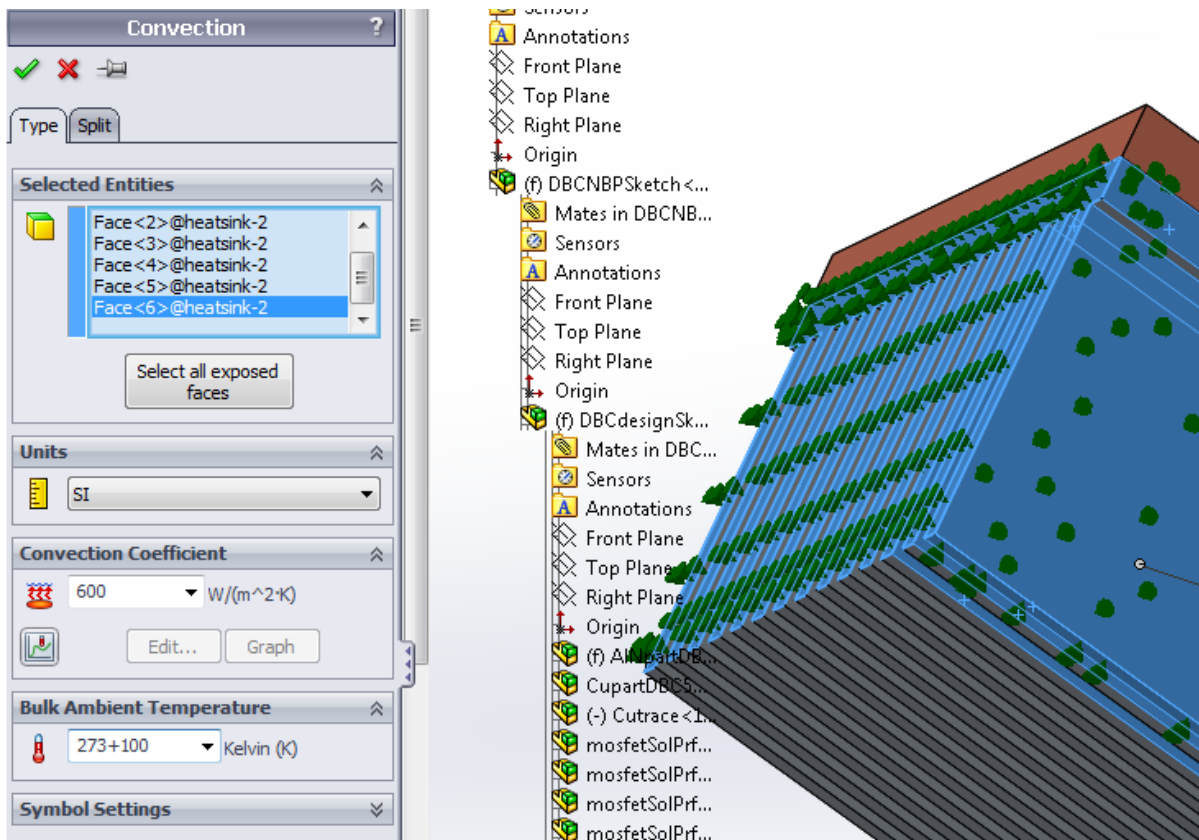 Convection
?
Type
Split
Selected Entities
Face<2>@heatsink-2
Face<3>@heatsink-2
Face<4>@heatsink-2
Face<5>@heatsink-2
Face<6>@heatsink-2
Select all exposed
faces
Units
SI
Convection Coefficient
600
W/(m^2·K)
Edit...
Graph
Bulk Ambient Temperature
273+100
Kelvin (K)
Symbol Settings
Sensors
A Annotations
Front Plane
Top Plane
Right Plane
Origin
(f) DBCNBPSketch<...
Mates in DBCNB...
Sensors
A Annotations
Front Plane
Top Plane
Right Plane
Origin
(f) DBCdesignSk...
Mates in DBC...
Sensors
A Annotations
Front Plane
Top Plane
Right Plane
Origin
(f) AlNpartDB...
CupartDBC5...
(-) Cutrace<1...
mosfetSolPrf...
mosfetSolPrf...
mosfetSolPrf...
mosfetSolPrf...